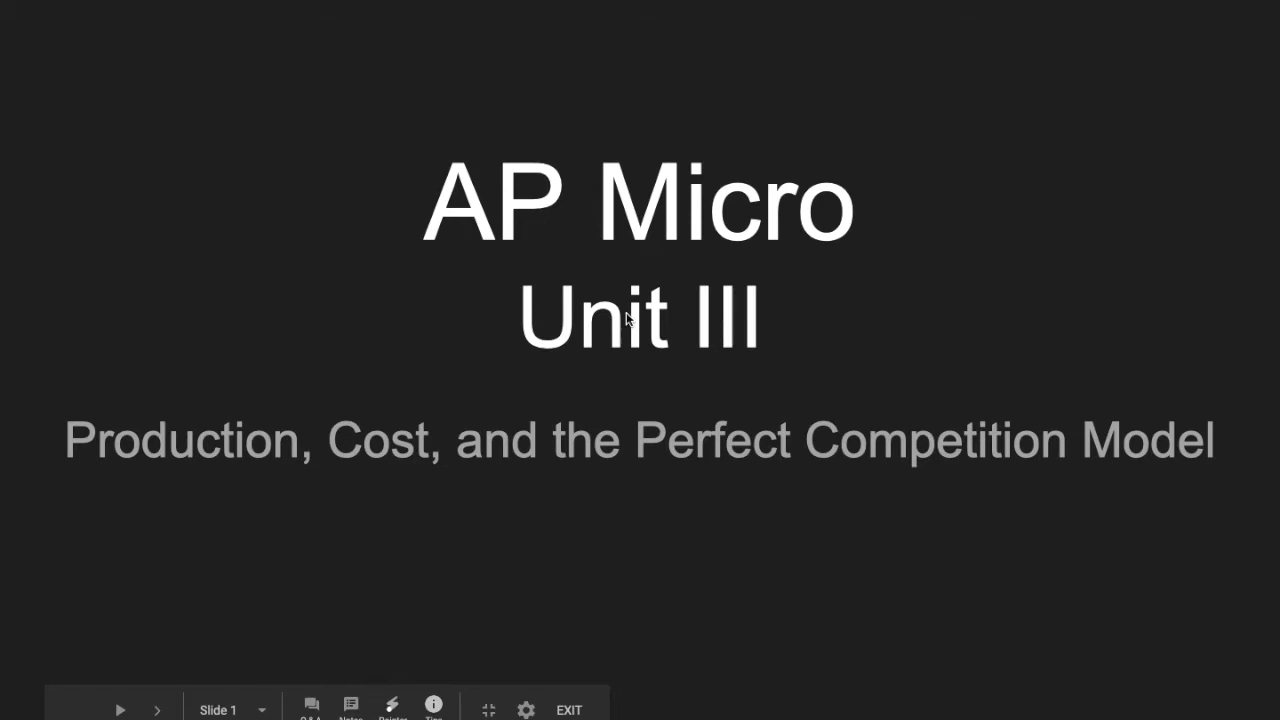 AP Micro
Unit III
Production, Cost, and the Perfect Competition Model
Slide 1
EXIT